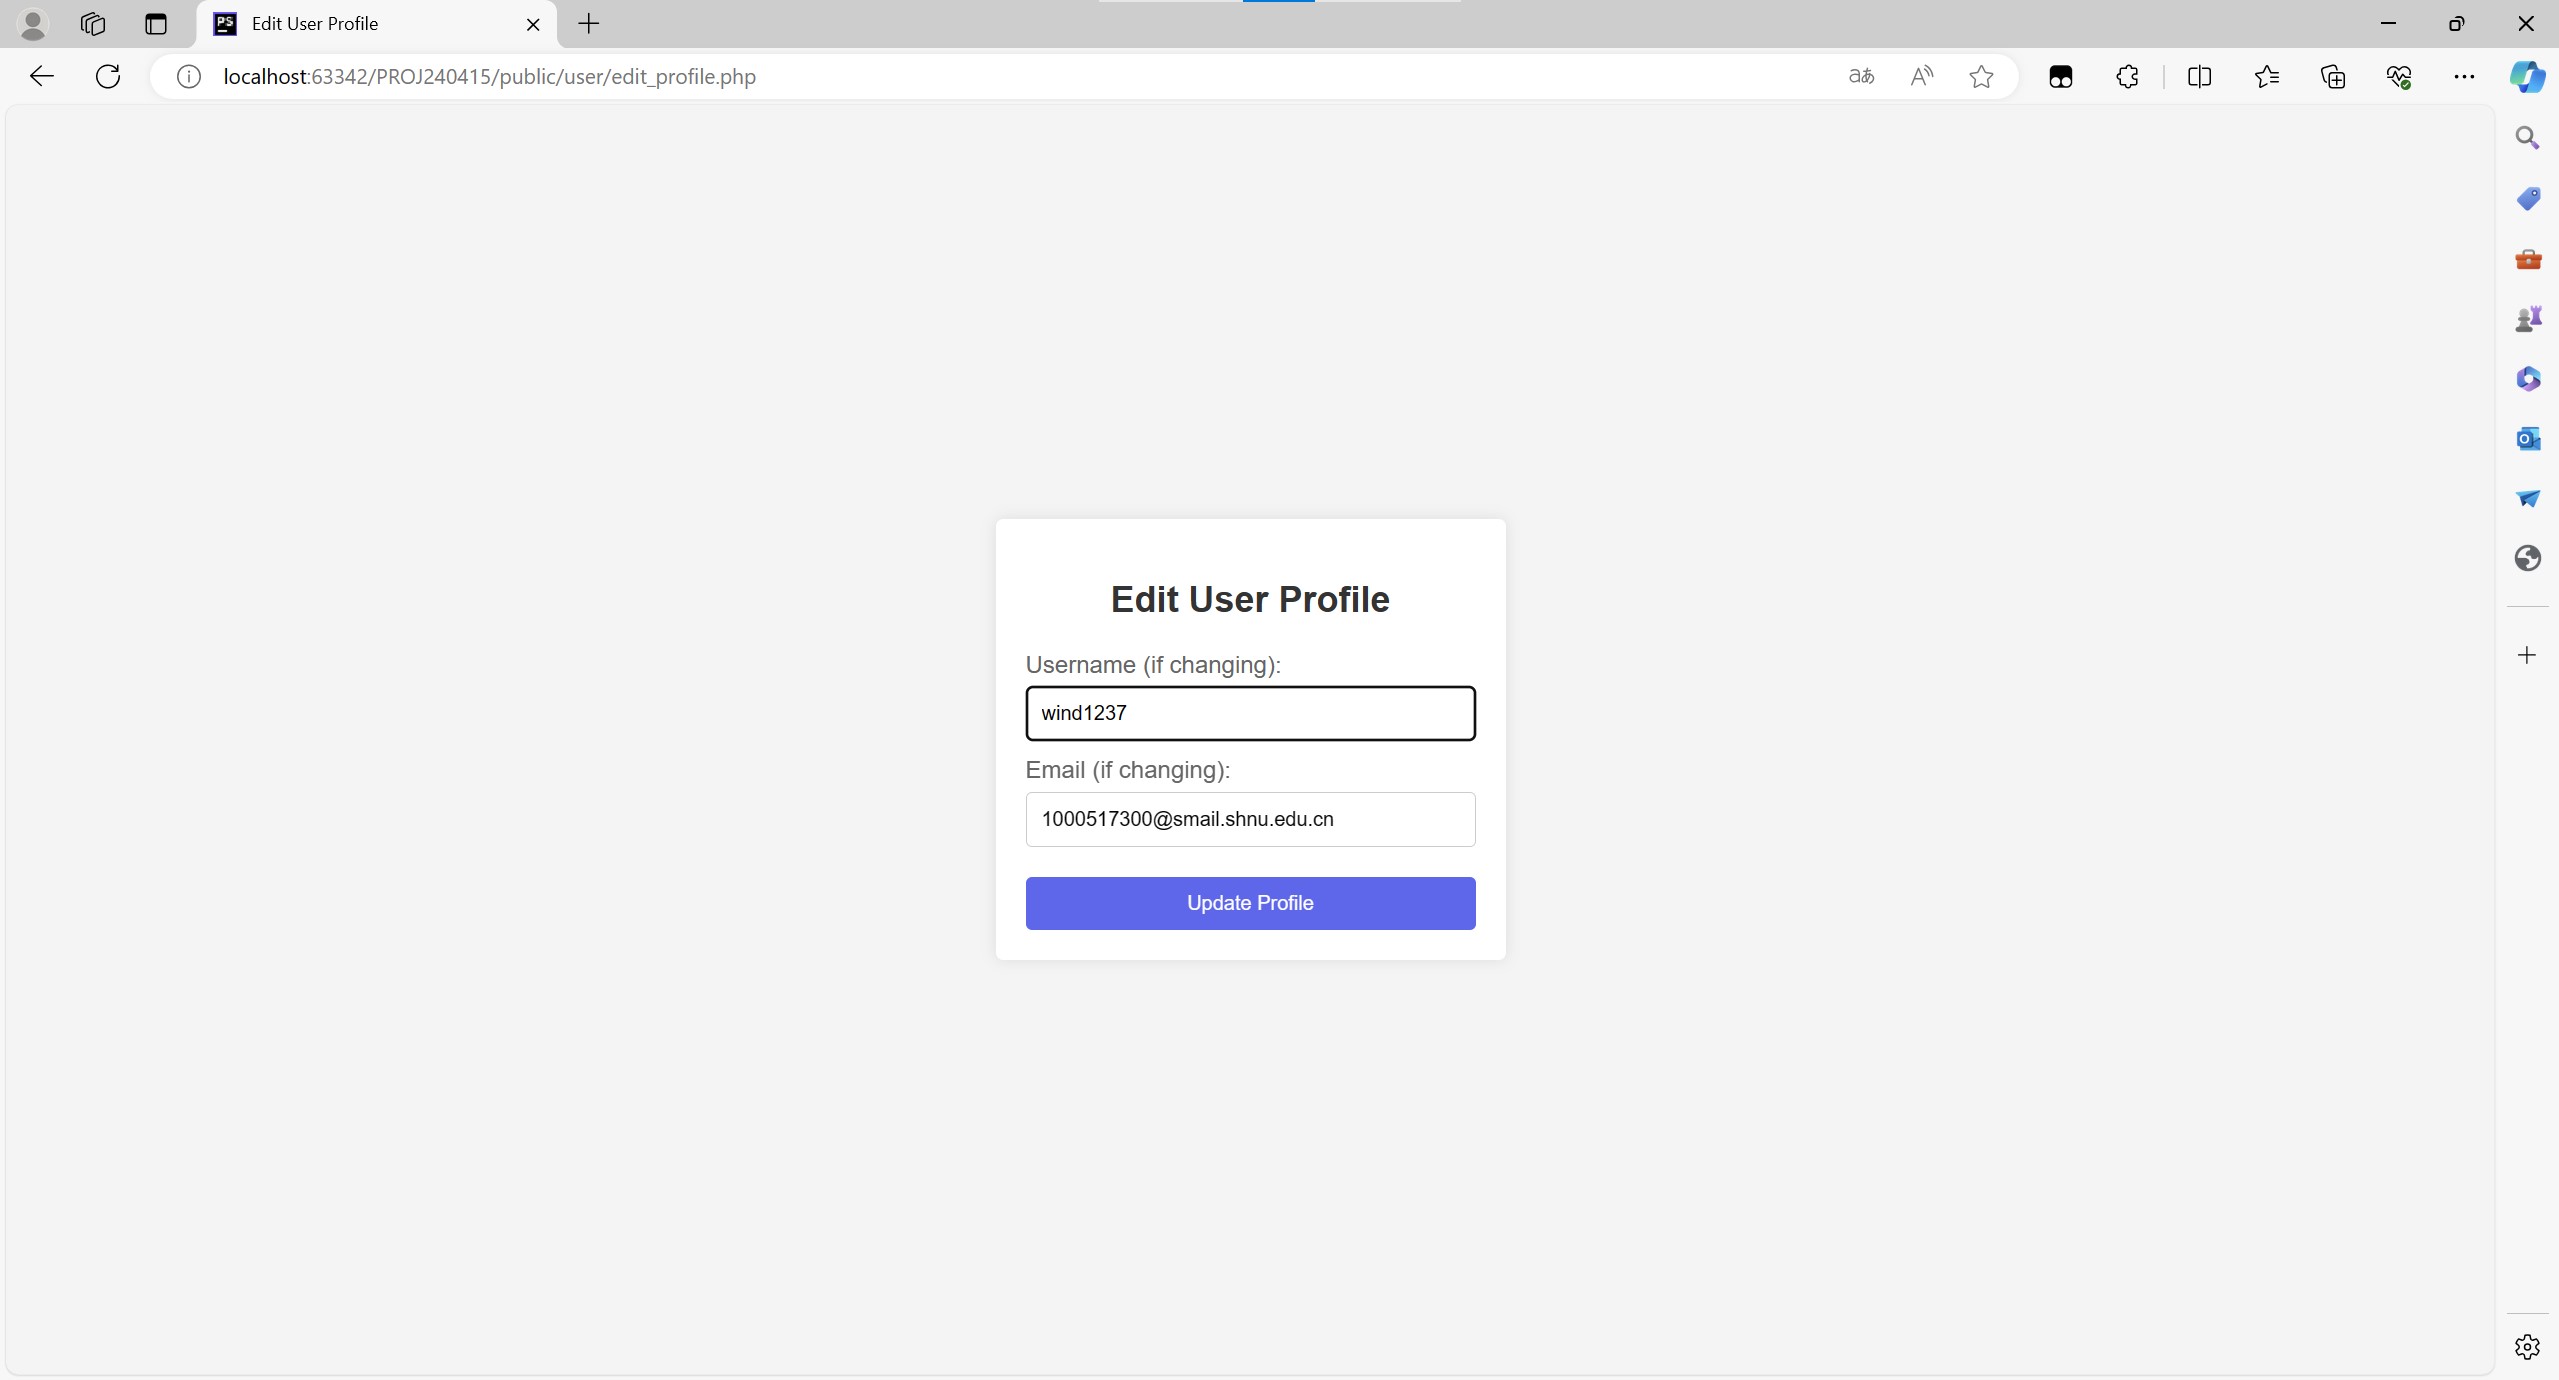 Edit User Profile
localhost:63342/PROJ240415/public/user/edit_profile.php
Edit User Profile
Username (if changing):
wind1237
Email (if changing):
1000517300@smail.shnu.edu.cn
Update Profile